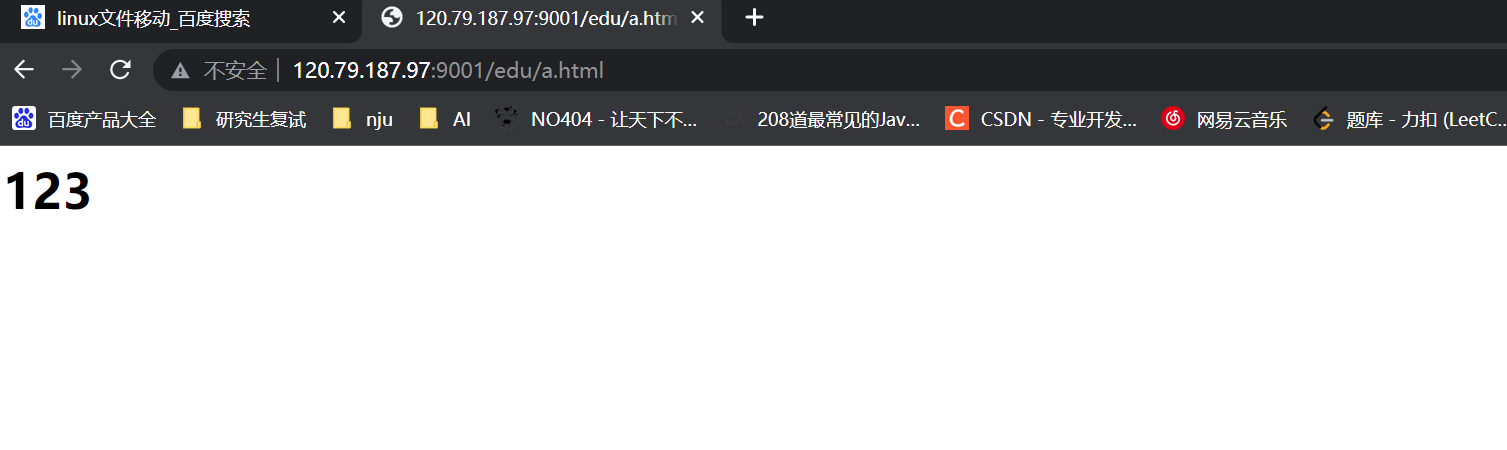 linux文件移动_百度搜索 120.79.187.97:9001/edu/a.htm
不安全 120.79.187.97:9001/edu/a.html
百度产品大全 研究生复试 nju AI NO404 - 让天下不... 208道最常见的Jav... CSDN - 专业开发... 网易云音乐 题库 - 力扣 (LeetC...
123